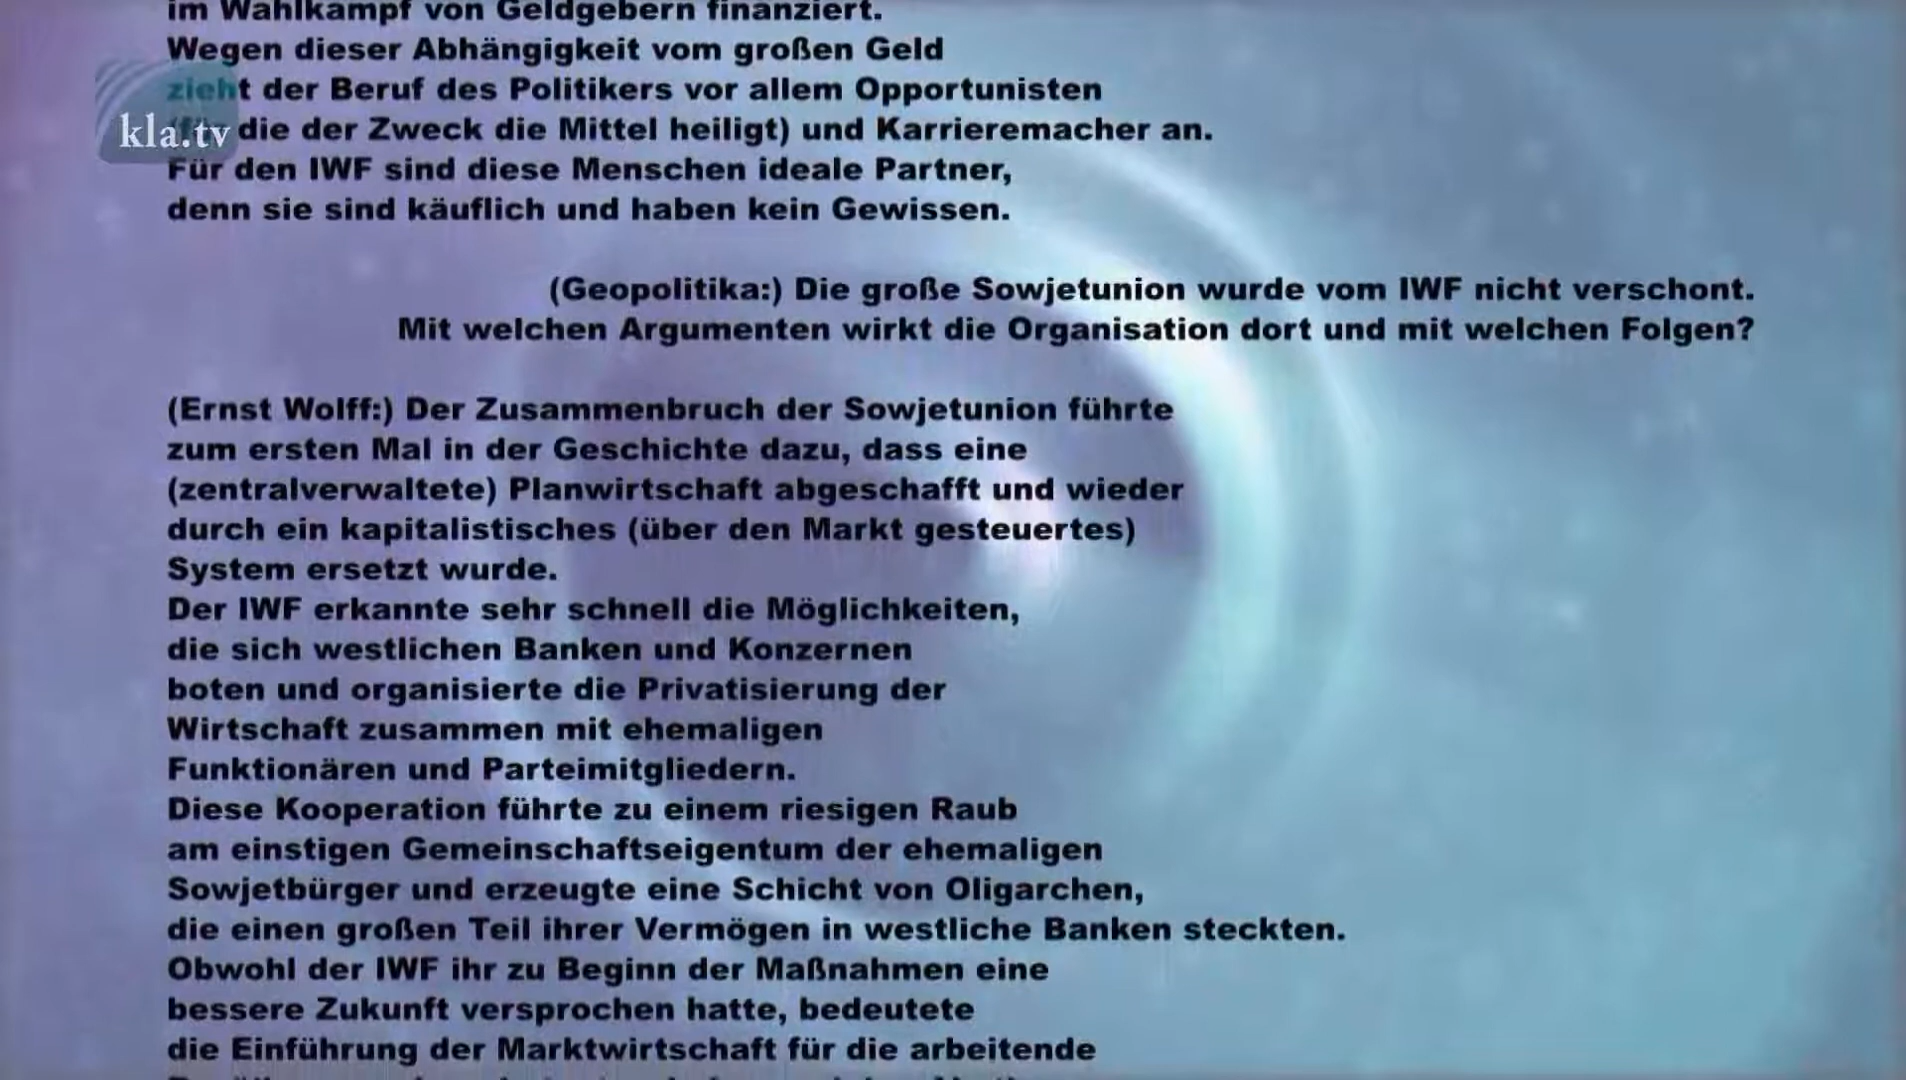 im Wahlkampf von Geldgebern finanziert.
Wegen dieser Abhängigkeit vom großen Geld
zieht der Beruf des Politikers vor allem Opportunisten
(für die der Zweck die Mittel heiligt) und Karrieremacher an.
kla.tv
Für den IWF sind diese Menschen ideale Partner,
denn sie sind käuflich und haben kein Gewissen.
(Geopolitika:) Die große Sowjetunion wurde vom IWF nicht verschont.
Mit welchen Argumenten wirkt die Organisation dort und mit welchen Folgen?
(Ernst Wolff:) Der Zusammenbruch der Sowjetunion führte
zum ersten Mal in der Geschichte dazu, dass eine
(zentralverwaltete) Planwirtschaft abgeschafft und wieder
durch ein kapitalistisches (über den Markt gesteuertes)
System ersetzt wurde.
Der IWF erkannte sehr schnell die Möglichkeiten,
die sich westlichen Banken und Konzernen
boten und organisierte die Privatisierung der
Wirtschaft zusammen mit ehemaligen
Funktionären und Parteimitgliedern.
Diese Kooperation führte zu einem riesigen Raub
am einstigen Gemeinschaftseigentum der ehemaligen
Sowjetbürger und erzeugte eine Schicht von Oligarchen,
die einen großen Teil ihrer Vermögen in westliche Banken steckten.
Obwohl der IWF ihr zu Beginn der Maßnahmen eine
bessere Zukunft versprochen hatte, bedeutete
die Einführung der Marktwirtschaft für die arbeitende